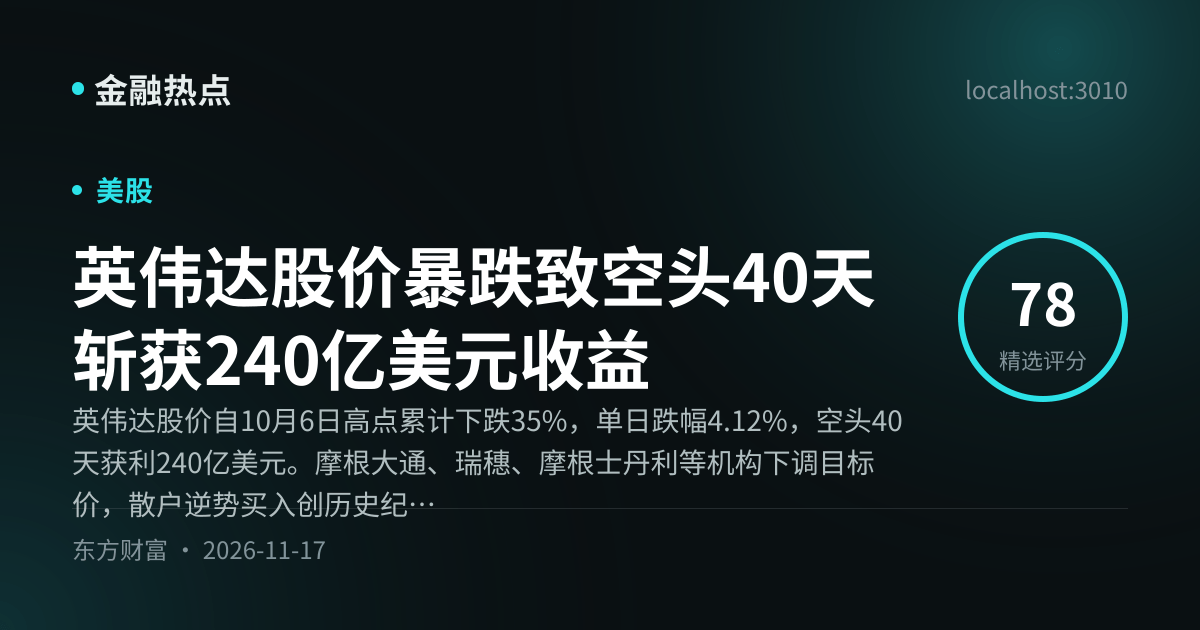 金融热点
localhost:3010
美股
英伟达股价暴跌致空头40天
斩获240亿美元收益
78
精选评分
英伟达股价自10月6日高点累计下跌35%，单日跌幅4.12%，空头40
天获利240亿美元。摩根大通、瑞穗、摩根士丹利等机构下调目标
价，散户逆势买入创历史纪…
东方财富 · 2026-11-17